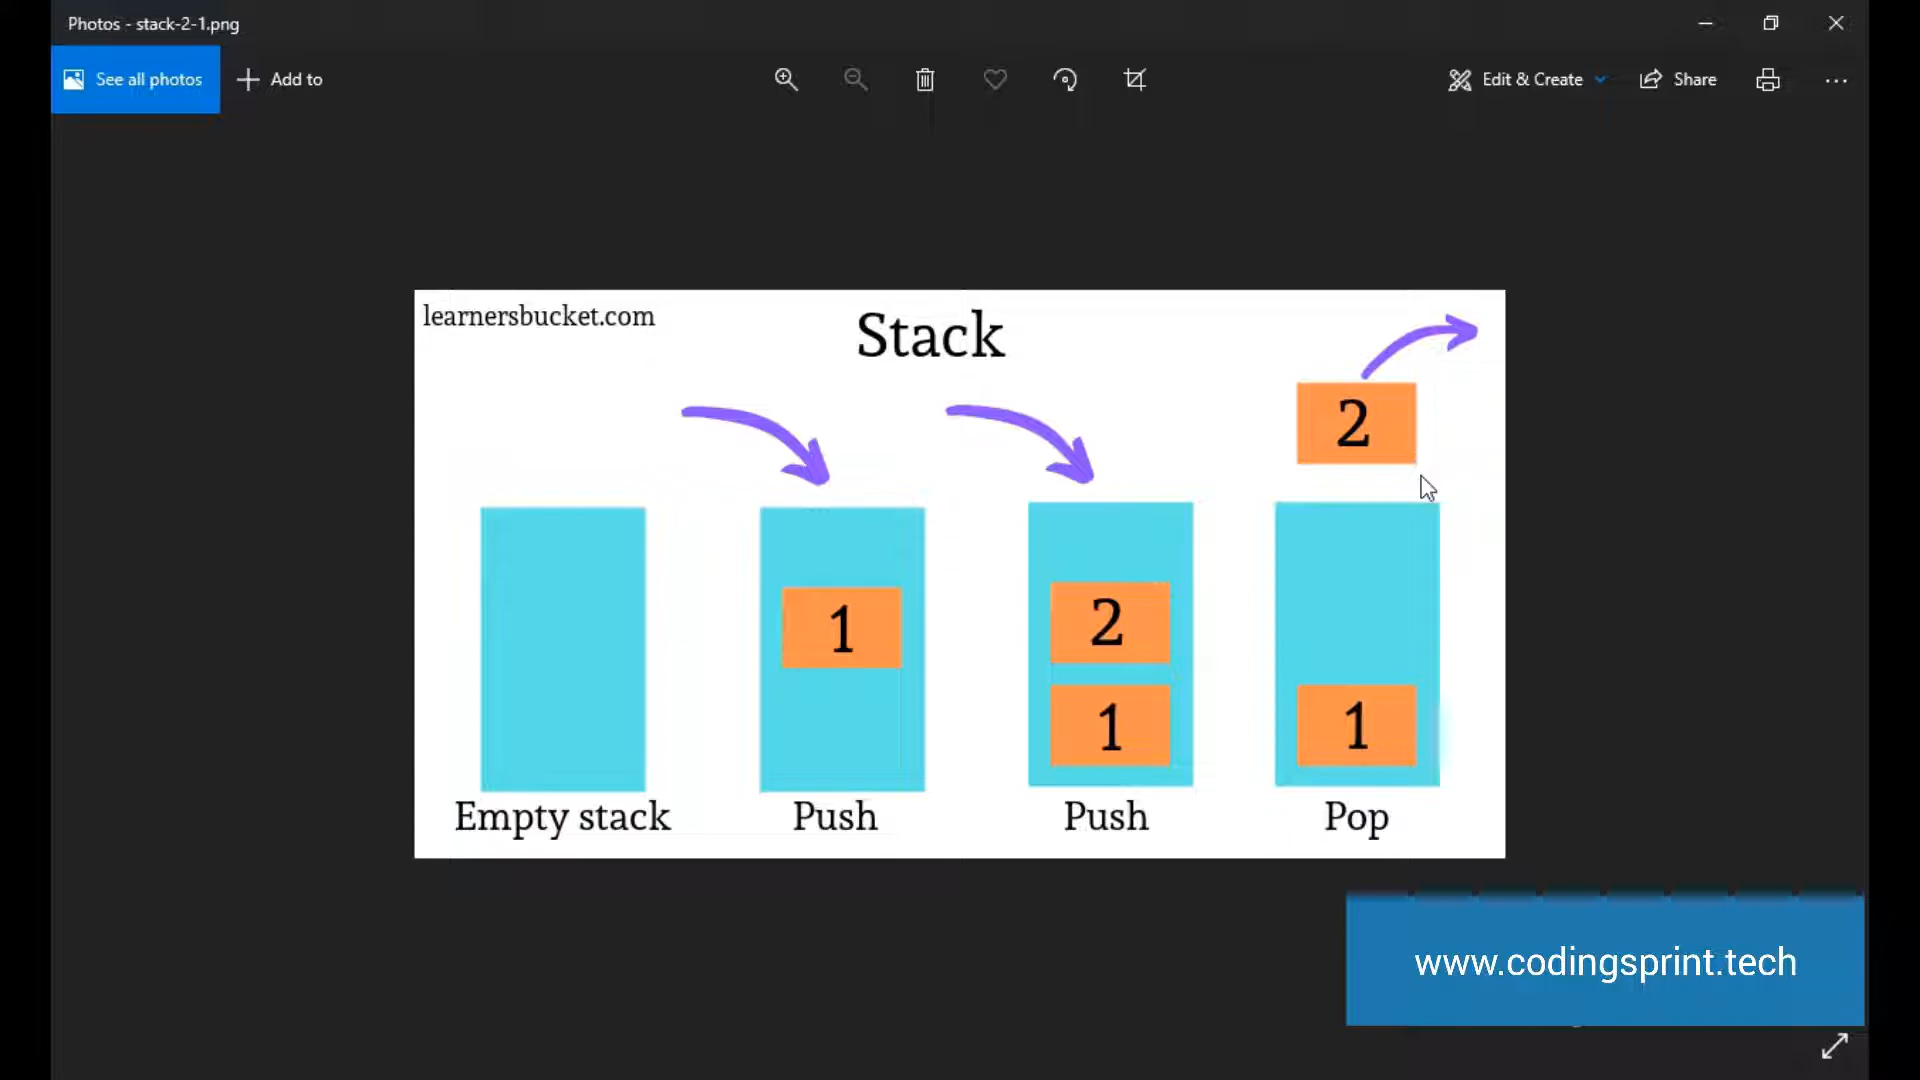 Photos - stack-2-1.png
See all photos
Add to
Edit & Create
Share
learnersbucket.com
Stack
2
1
2
1
1
Empty stack
Push
Push
Pop
www.codingsprint.tech